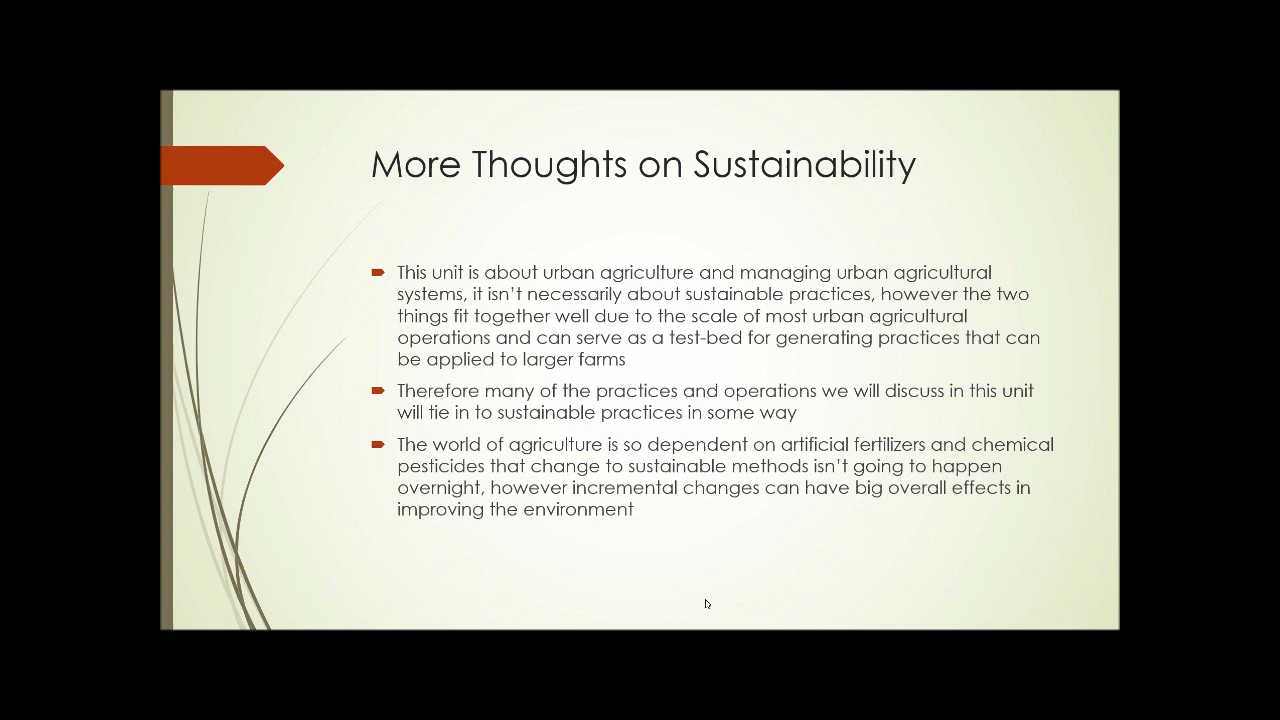 More Thoughts on Sustainability
This unit is about urban agriculture and managing urban agricultural
systems, it isn’t necessarily about sustainable practices, however the two
things fit together well due to the scale of most urban agricultural
operations and can serve as a test-bed for generating practices that can
be applied to larger farms
Therefore many of the practices and operations we will discuss in this unit
will tie in to sustainable practices in some way
The world of agriculture is so dependent on artificial fertilizers and chemical
pesticides that change to sustainable methods isn’t going to happen
overnight, however incremental changes can have big overall effects in
improving the environment